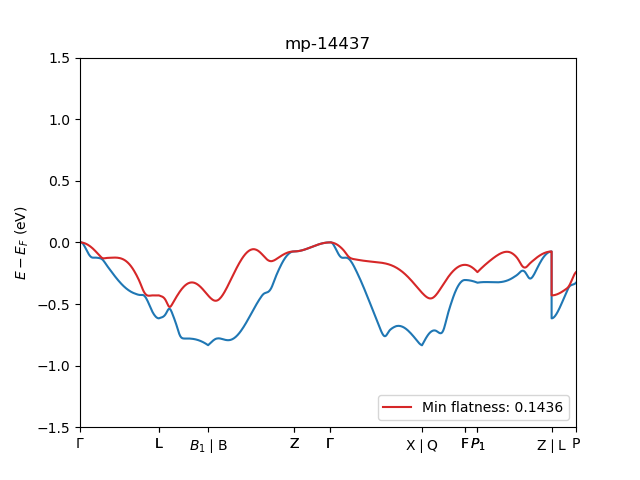 mp-14437
1.5
1.0
0.5
0.0
−0.5
−1.0
−1.5
E − E_F (eV)
Min flatness: 0.1436
Γ L B₁ | B Z Γ X | Q F P₁ Z | L P